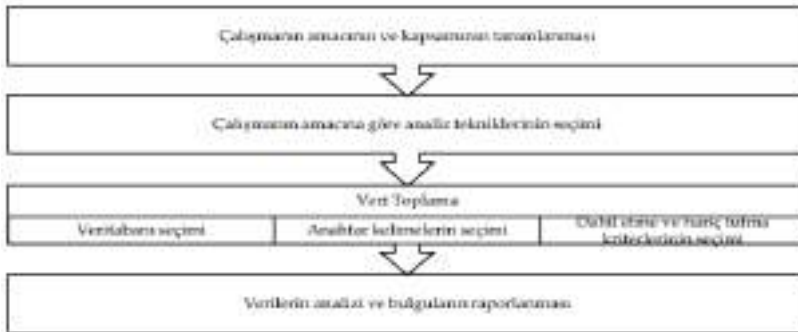 Çalışmanın amacının ve kapsamının tanımlanması
Çalışmanın amacına göre analiz tekniklerinin seçimi
Veri Toplama
Veritabanı seçimi
Anahtar kelimelerin seçimi
Dahil etme ve hariç tutma
kriterlerinin seçimi
Verilerin analizi ve bulguların raporlanması